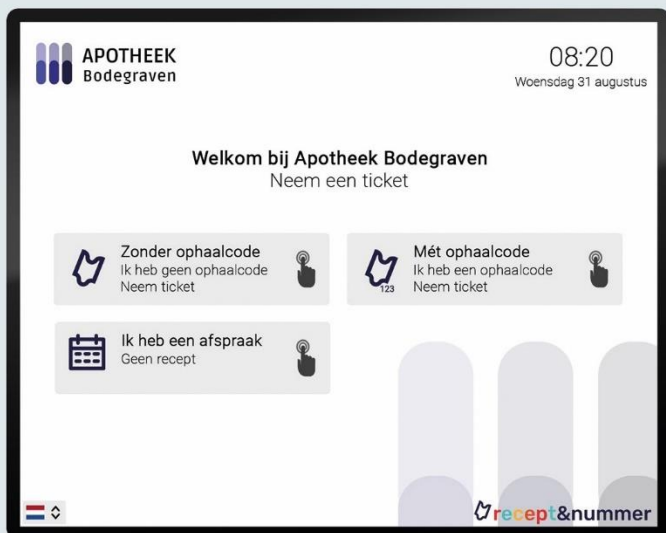 APOTHEEK
Bodegraven
08:20
Woensdag 31 augustus
Welkom bij Apotheek Bodegraven
Neem een ticket
Zonder ophaalcode
Ik heb geen ophaalcode
Neem ticket
Mét ophaalcode
Ik heb een ophaalcode
Neem ticket
123
Ik heb een afspraak
Geen recept
recept&nummer